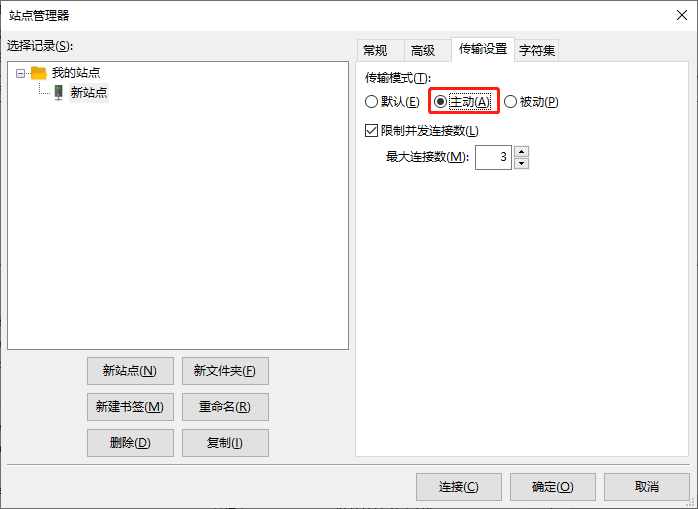 站点管理器
选择记录(S):
我的站点
新站点
新站点(N)
新文件夹(F)
新建书签(M)
重命名(R)
删除(D)
复制(I)
常规
高级
传输设置
字符集
传输模式(T):
默认(E)
主动(A)
被动(P)
限制并发连接数(L)
最大连接数(M):
3
连接(C)
确定(O)
取消